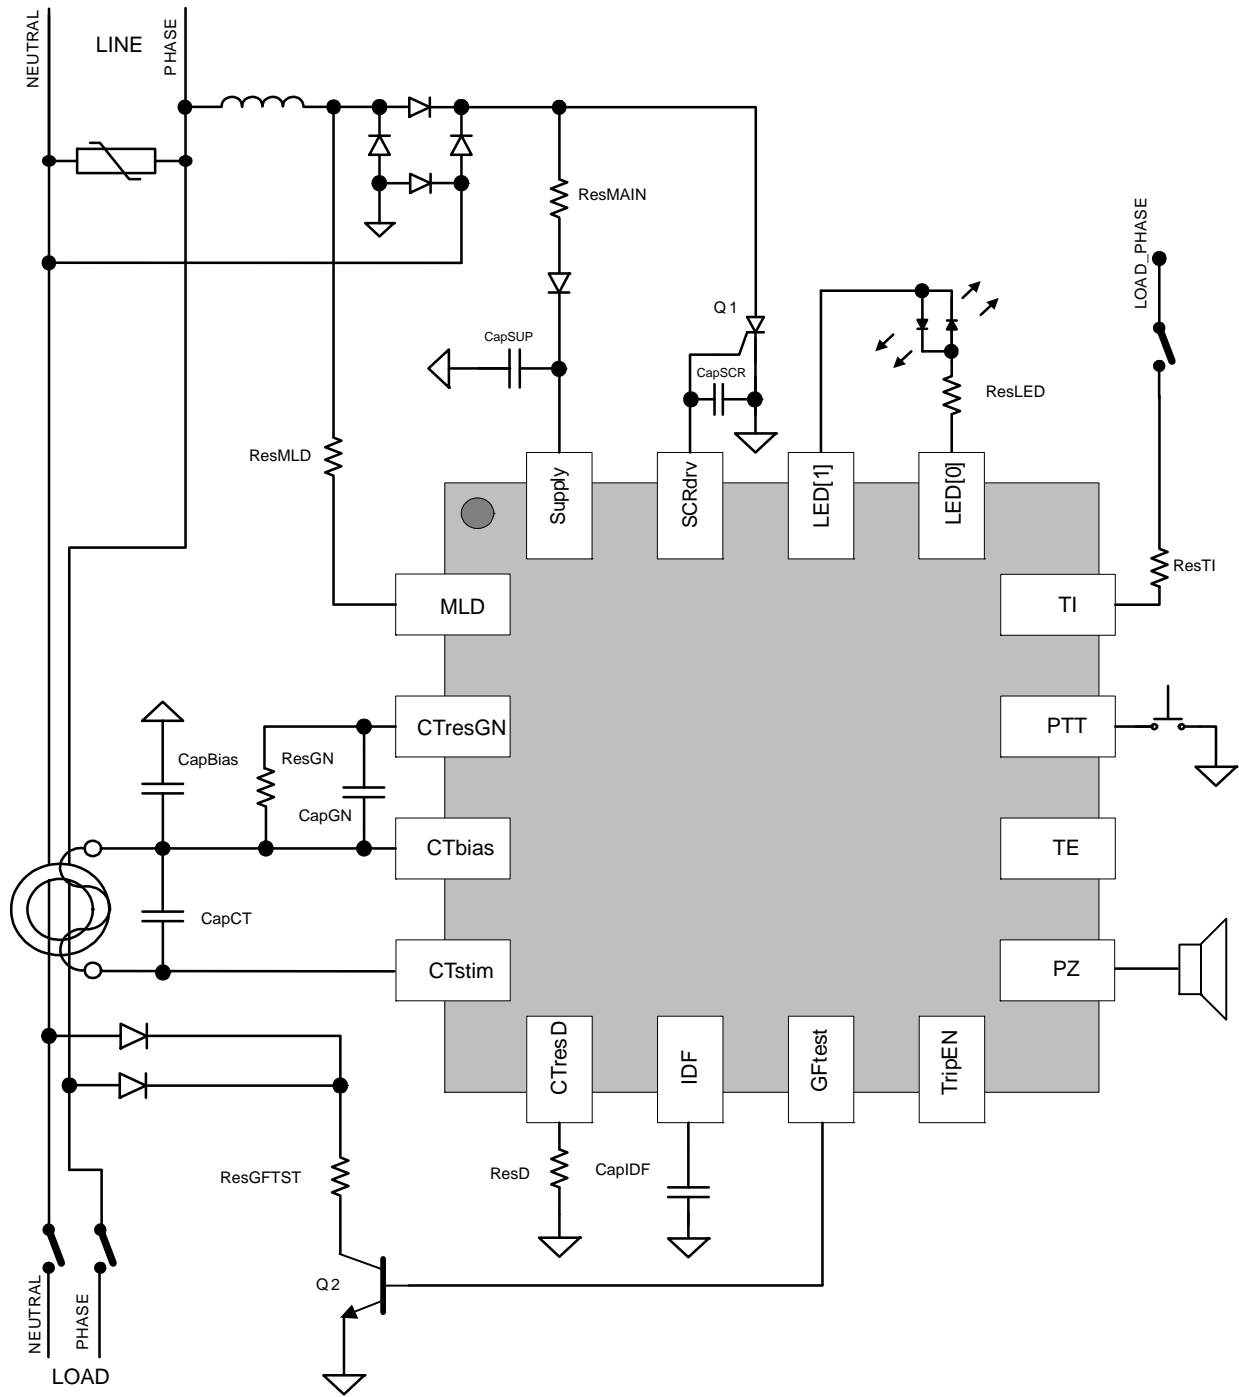 NEUTRAL
LINE
PHASE
ResMAIN
LOAD_PHASE
Q1
CapSUP
CapSCR
ResLED
ResMLD
Supply
SCRdrv
LED[1]
LED[0]
ResTI
MLD
TI
CTresGN
PTT
CapBias
ResGN
CapGN
CTbias
TE
CapCT
CTstim
PZ
CTresD
IDF
GFtest
TripEN
ResGFTST
ResD
CapIDF
Q2
NEUTRAL
PHASE
LOAD